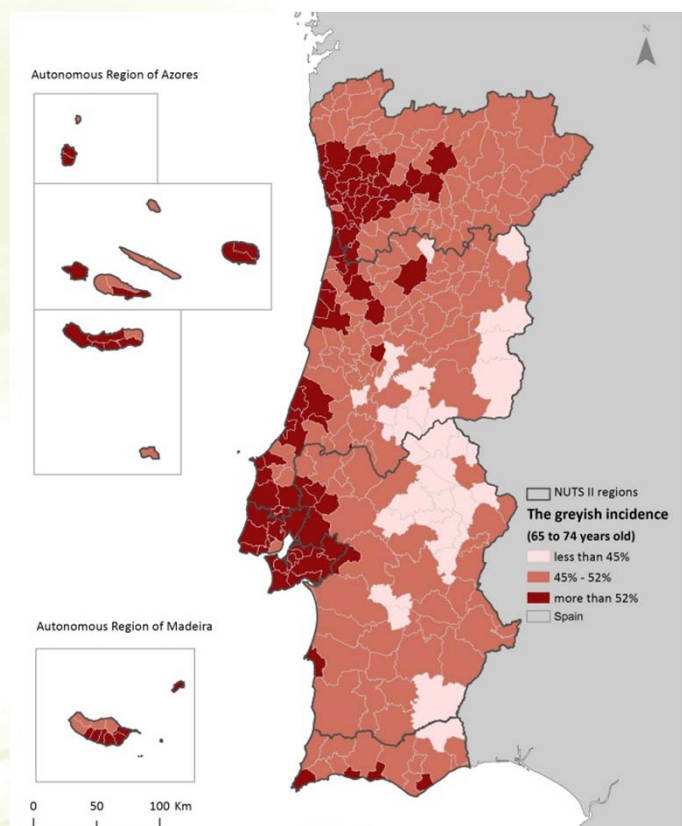 N
Autonomous Region of Azores
NUTS II regions
The greyish incidence
(65 to 74 years old)
less than 45%
45% - 52%
more than 52%
Spain
Autonomous Region of Madeira
0 50 100 Km